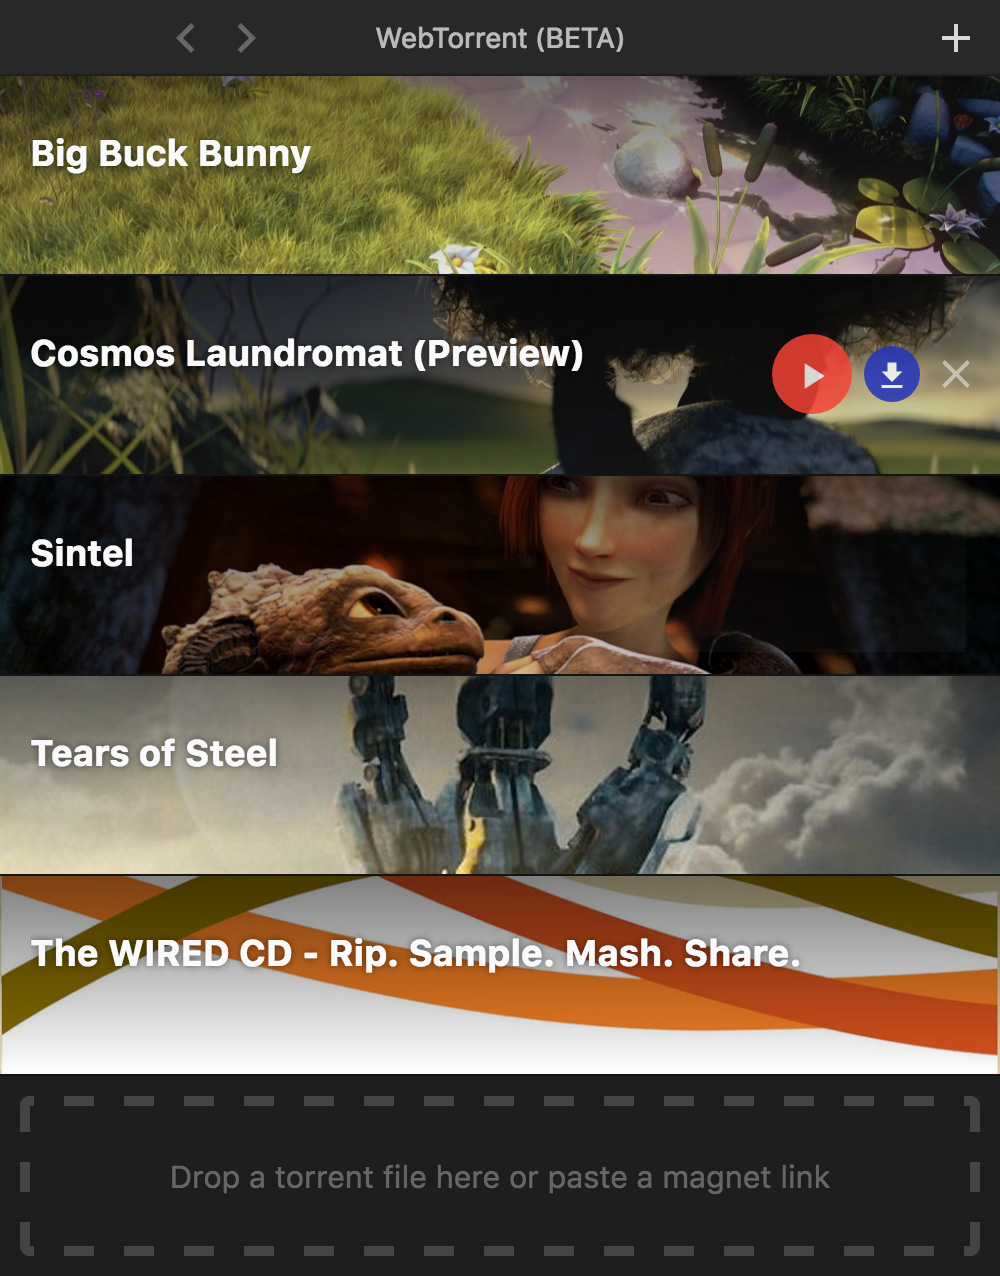 WebTorrent (BETA)
Big Buck Bunny
Cosmos Laundromat (Preview)
Sintel
Tears of Steel
The WIRED CD - Rip. Sample. Mash. Share.
Drop a torrent file here or paste a magnet link